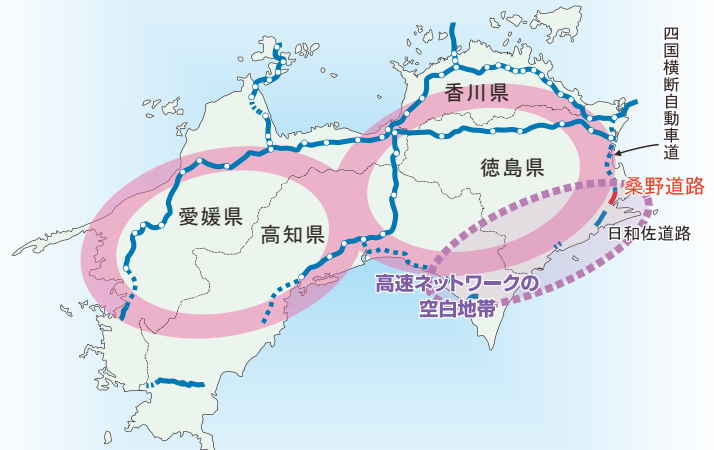 四国横断自動車道
香川県
徳島県
桑野道路
愛媛県
高知県
日和佐道路
高速ネットワークの
空白地帯